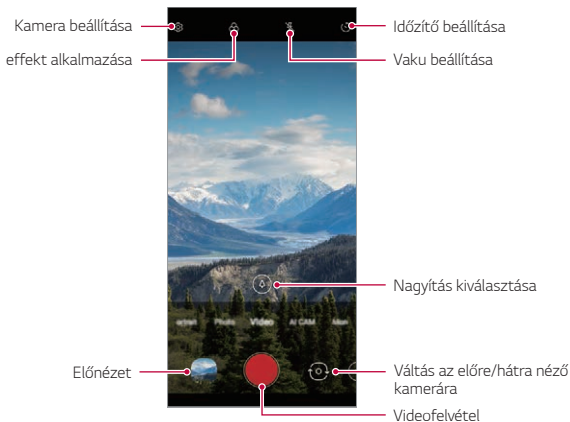 Kamera beállítása
Időzítő beállítása
effekt alkalmazása
Vaku beállítása
Nagyítás kiválasztása
Photo
Video
AI CAM
Előnézet
Váltás az előre/hátra néző
kamerára
Videofelvétel